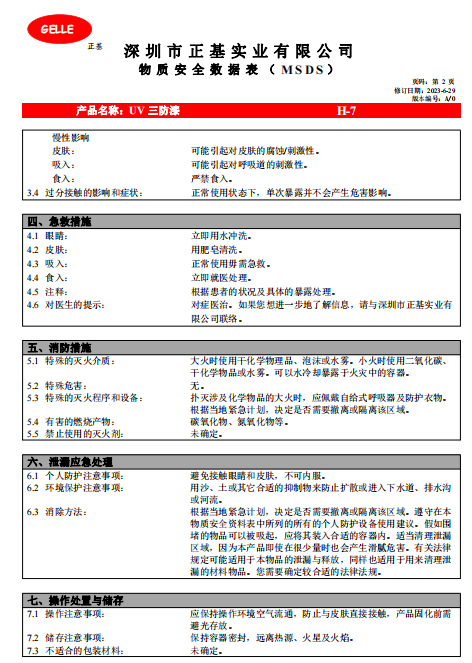 GELLE
正基
深圳市正基实业有限公司
物质安全数据表（MSDS）
页码：第 2 页
修订日期：2023-6-29
版本编号：A/0
产品名称：UV 三防漆 H-7
慢性影响
皮肤： 可能引起对皮肤的腐蚀/刺激性。
吸入： 可能引起对呼吸道的刺激性。
食入： 严禁食入。
3.4 过分接触的影响和症状： 正常使用状态下，单次暴露并不会产生危害影响。
四、急救措施
4.1 眼睛： 立即用水冲洗。
4.2 皮肤： 用肥皂清洗。
4.3 吸入： 正常使用毋需急救。
4.4 食入： 立即就医处理。
4.5 注释： 根据患者的状况及具体的暴露处理。
4.6 对医生的提示： 对症医治。如果您想进一步地了解信息，请与深圳市正基实业有
限公司联络。
五、消防措施
5.1 特殊的灭火介质： 大火时使用干化学物理品、泡沫或水雾。小火时使用二氧化碳、
干化学物品或水雾。可以水冷却暴露于火灾中的容器。
5.2 特殊危害： 无。
5.3 特殊的灭火程序和设备： 扑灭涉及化学物品的大火时，应佩戴自给式呼吸器及防护衣物。
根据当地紧急计划，决定是否需要撤离或隔离该区域。
5.4 有害的燃烧产物： 碳氧化物、氮氧化物等。
5.5 禁止使用的灭火剂： 未确定。
六、泄漏应急处理
6.1 个人防护注意事项： 避免接触眼睛和皮肤，不可内服。
6.2 环境保护注意事项： 用沙、土或其它合适的抑制物来防止扩散或进入下水道、排水沟
或河流。
6.3 消除方法： 根据当地紧急计划，决定是否需要撤离或隔离该区域。遵守在本
物质安全资料表中所列的所有的个人防护设备使用建议。假如围
堵的物品可以被吸起，应将其装入合适的容器内。适当清理泄漏
区域，因为本产品即使在很少量时也会产生滑腻危害。有关法律
规定可能适用于本物品的泄漏与释放，同样也适用于用来清理泄
漏的材料物品。您需要确定较合适的法律法规。
七、操作处置与储存
7.1 操作注意事项： 应保持操作环境空气流通，防止与皮肤直接接触，产品固化前需
避光存放。
7.2 储存注意事项： 保持容器密封，远离热源、火星及火焰。
7.3 不适合的包装材料： 未确定。